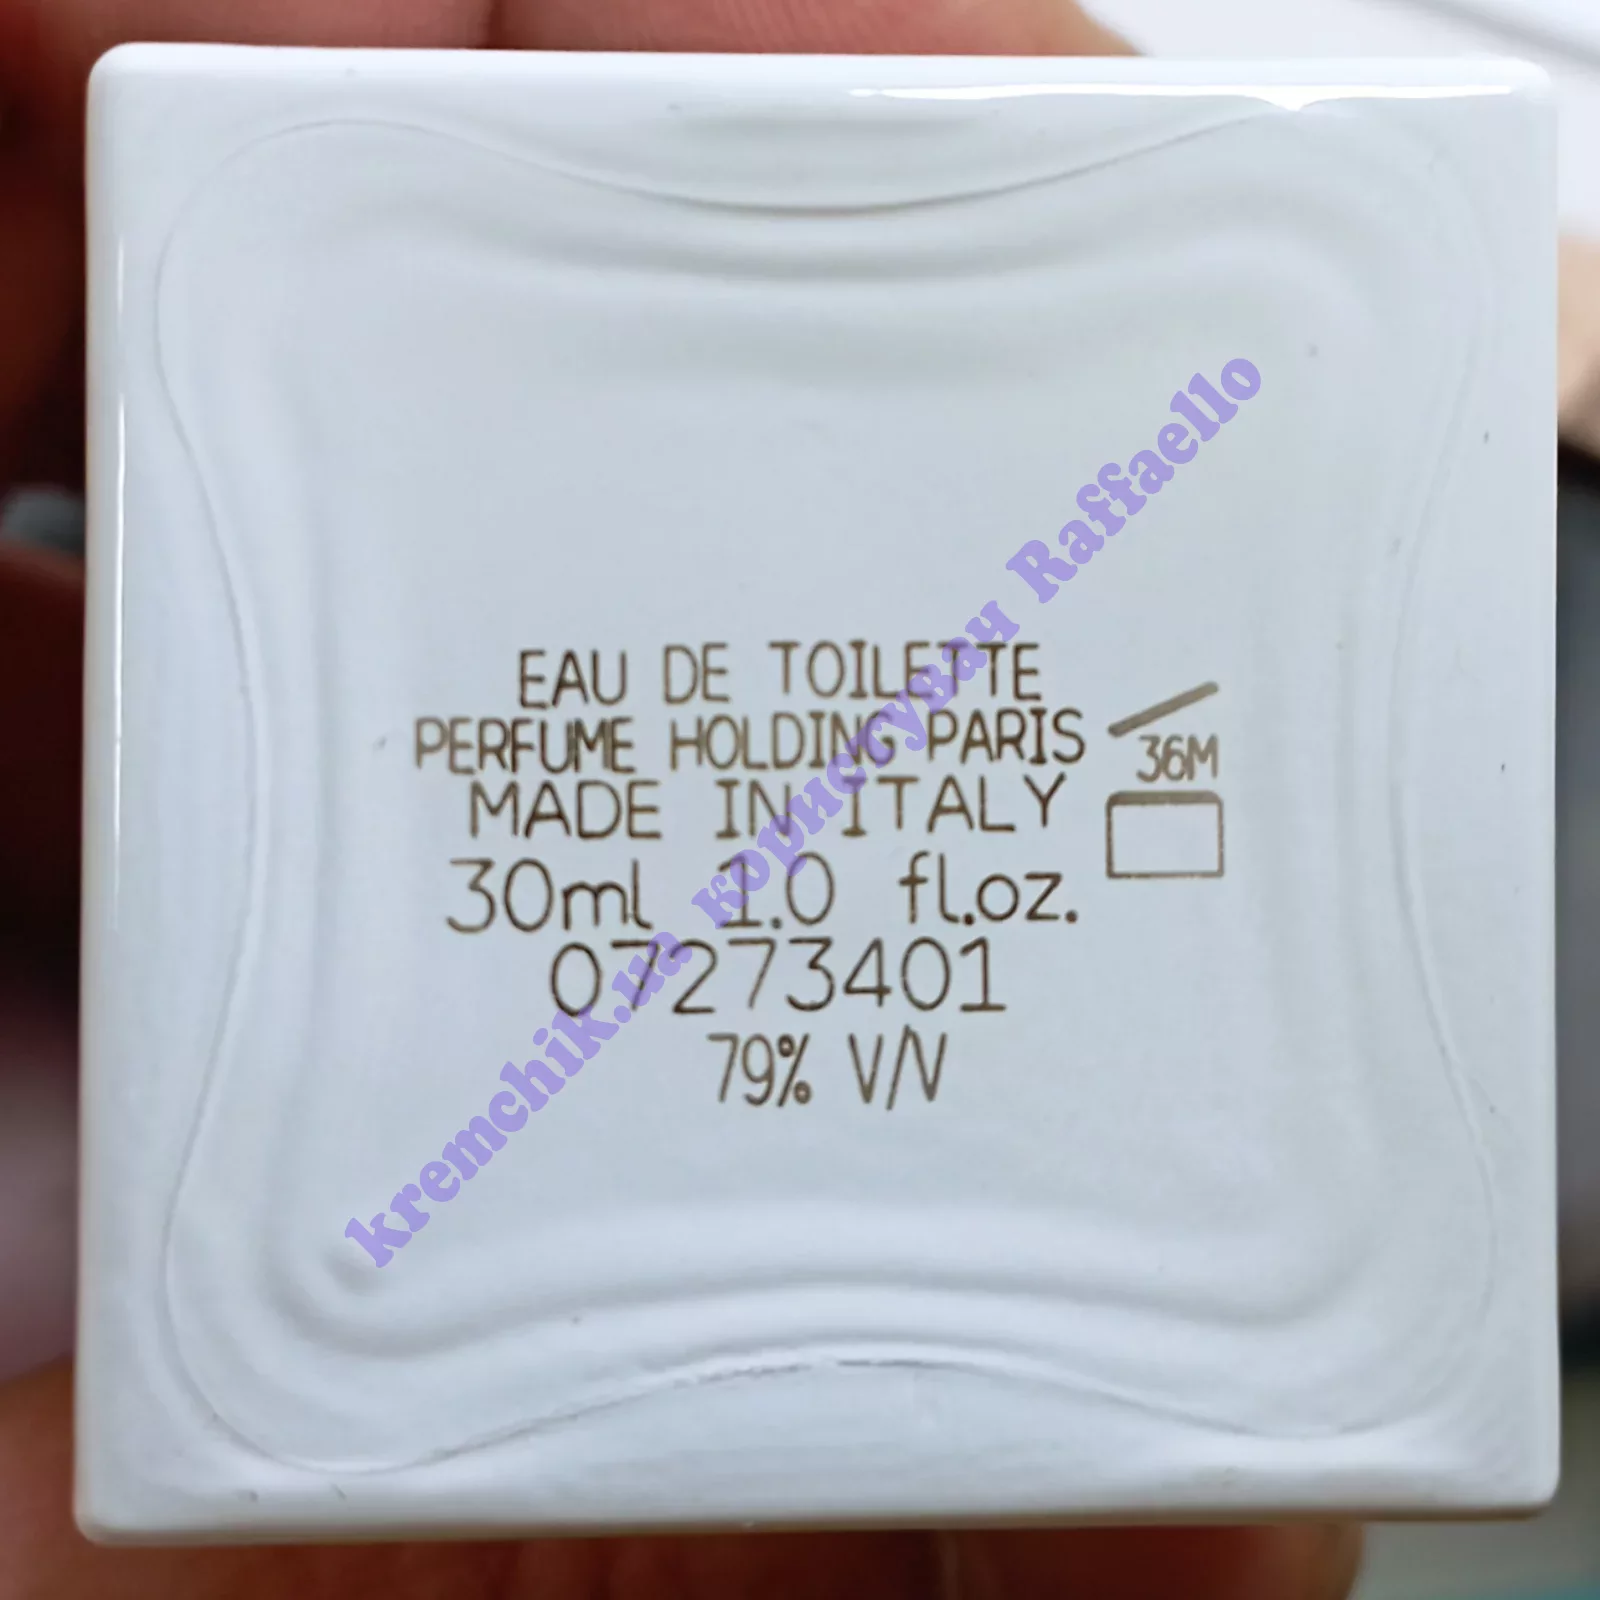 EAU DE TOILETTE
PERFUME HOLDING PARIS
MADE IN ITALY
36M
30ml 1.0 fl.oz.
07273401
79% V/V
kremchik.ua користувач Raffaello